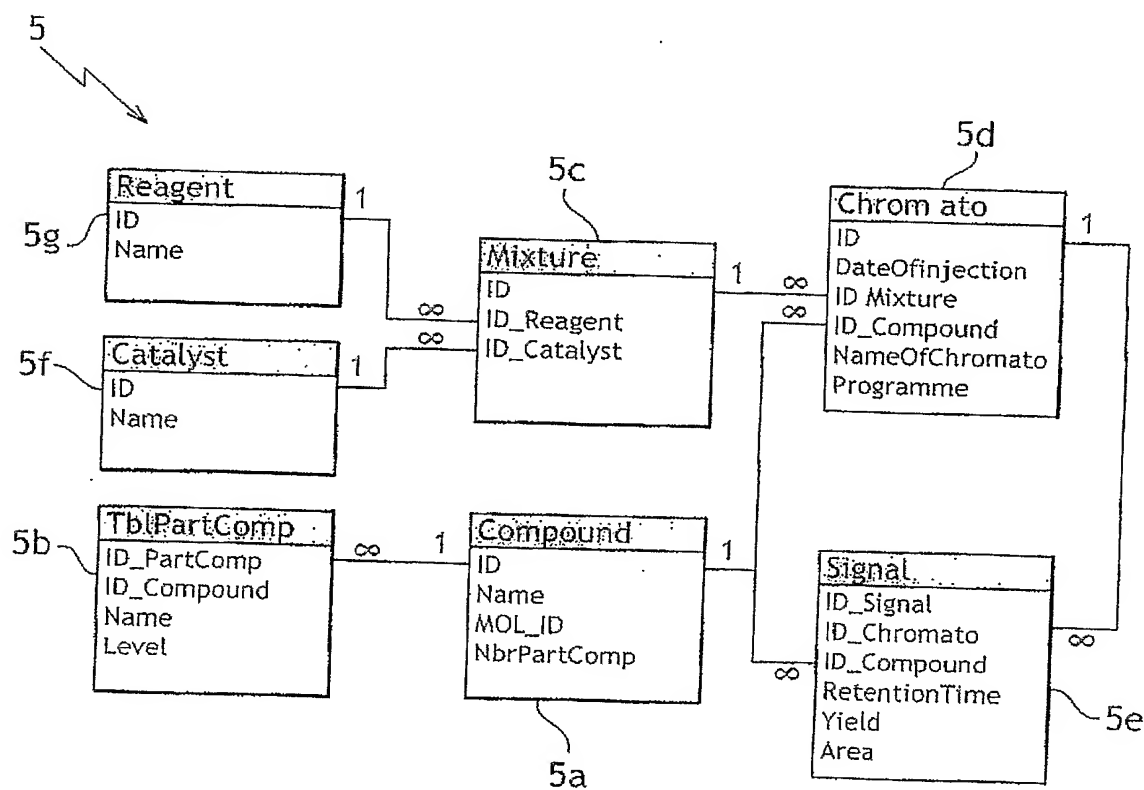 5
5g
Reagent
ID
Name
1
∞
5f
Catalyst
ID
Name
1
∞
5c
Mixture
ID
ID_Reagent
ID_Catalyst
1
∞
5d
Chrom ato
ID
DateOfinjection
ID Mixture
ID_Compound
NameOfChromato
Programme
1
∞
5b
TblPartComp
ID_PartComp
ID_Compound
Name
Level
∞
1
Compound
ID
Name
MOL_ID
NbrPartComp
5a
1
∞
Signal
ID_Signal
ID_Chromato
ID_Compound
RetentionTime
Yield
Area
∞
5e